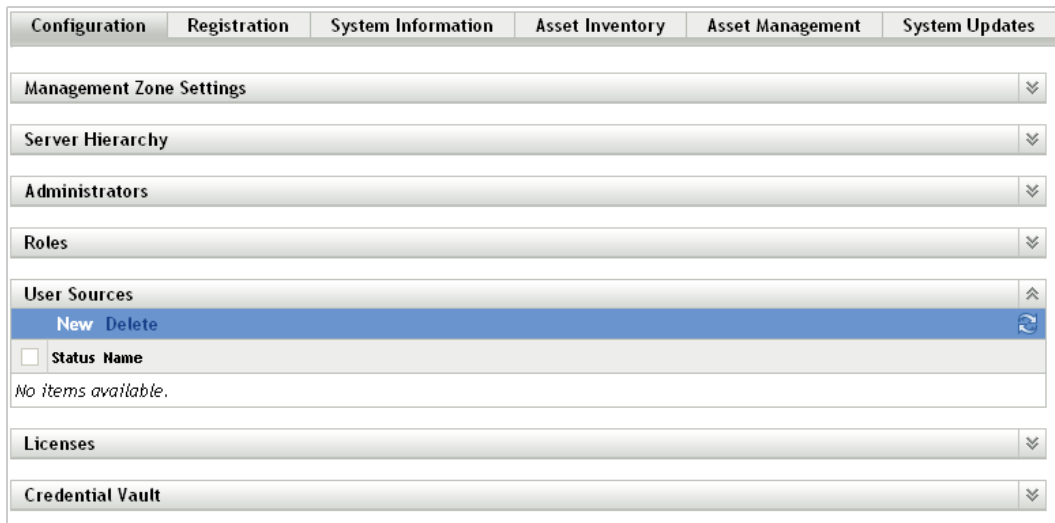 Configuration Registration System Information Asset Inventory Asset Management System Updates
Management Zone Settings
Server Hierarchy
Administrators
Roles
User Sources
New Delete
Status Name
No items available.
Licenses
Credential Vault